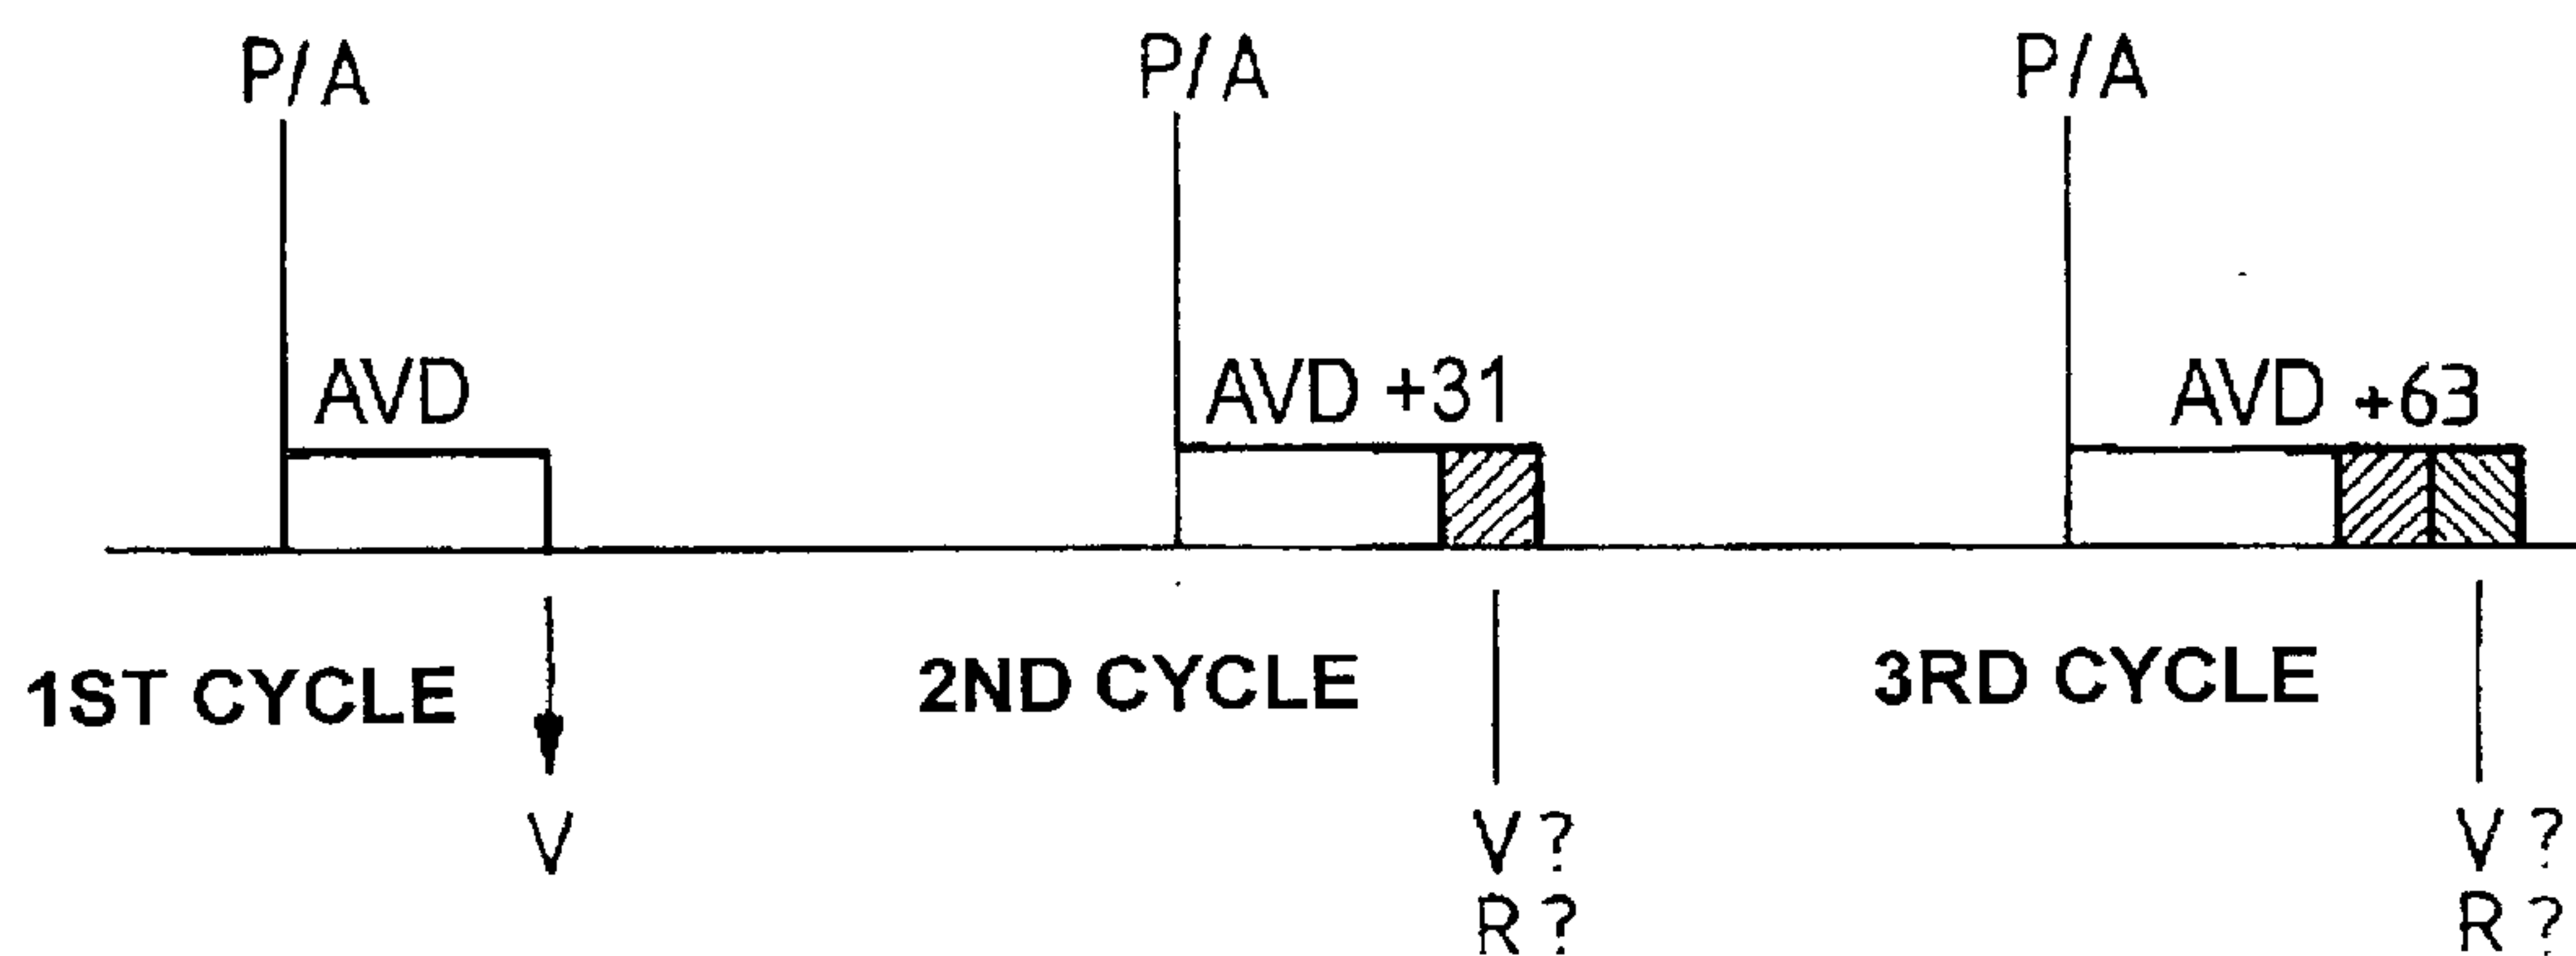 P/A P/A P/A
AVD AVD +31 AVD +63
1ST CYCLE 2ND CYCLE 3RD CYCLE
V V ? V ?
R ? R ?